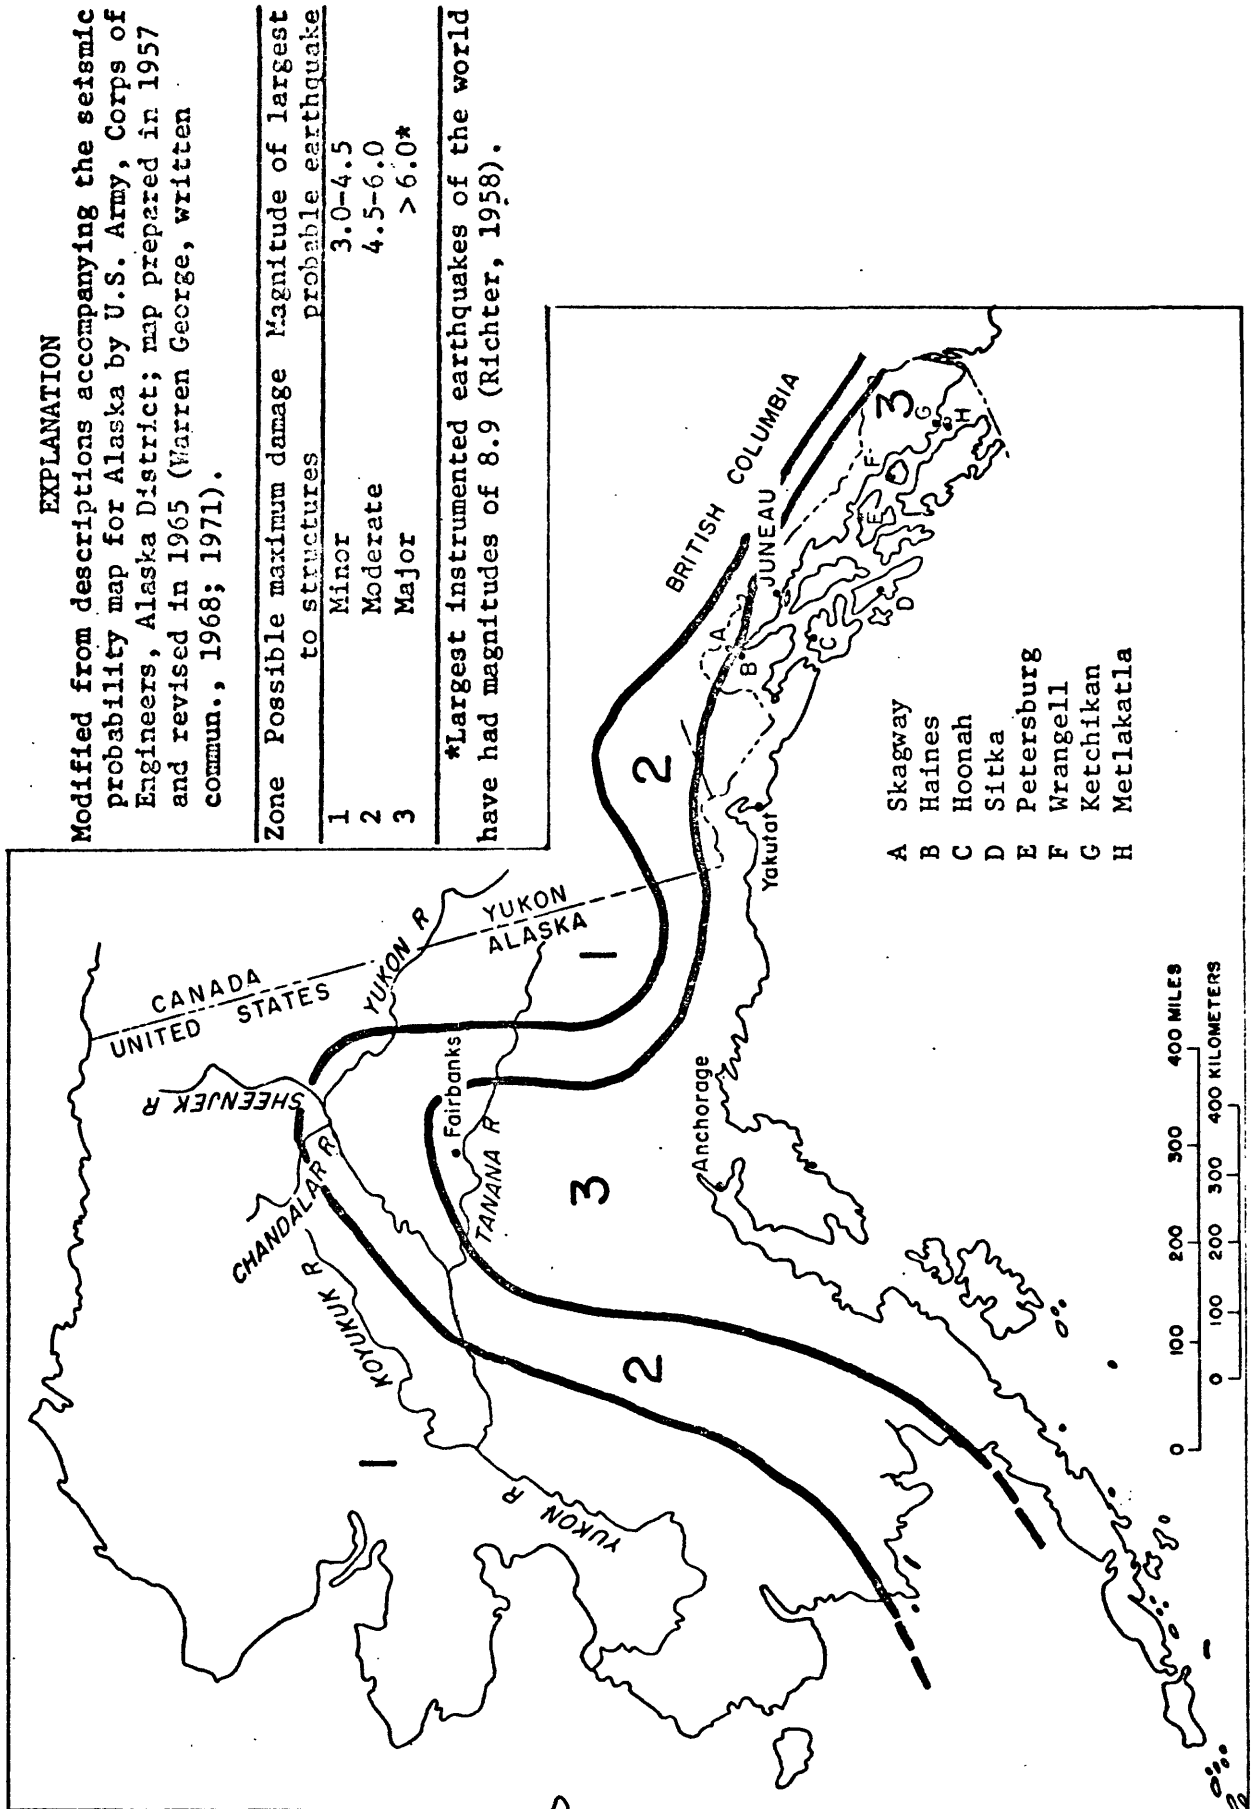 EXPLANATION
Modified from descriptions accompanying the seismic
probability map for Alaska by U.S. Army, Corps of
Engineers, Alaska District; map prepared in 1957
and revised in 1965 (Warren George, written
commun., 1968; 1971).
Zone Possible maximum damage Magnitude of largest
to structures probable earthquake
1 Minor 3.0-4.5
2 Moderate 4.5-6.0
3 Major >6.0*
*Largest instrumented earthquakes of the world
have had magnitudes of 8.9 (Richter, 1958).
CANADA
UNITED STATES
SHEENJEK R
YUKON R
CHANDALAR R
KOYUKUK R
YUKON
ALASKA
1
1
Fairbanks
TANANA R
YUKON R
3
2
2
BRITISH COLUMBIA
Anchorage
Yakutat
JUNEAU
A
B
C
D
E
F
3
G
H
A Skagway
B Haines
C Hoonah
D Sitka
E Petersburg
F Wrangell
G Ketchikan
H Metlakatla
0 100 200 300 400 MILES
0 100 200 300 400 KILOMETERS